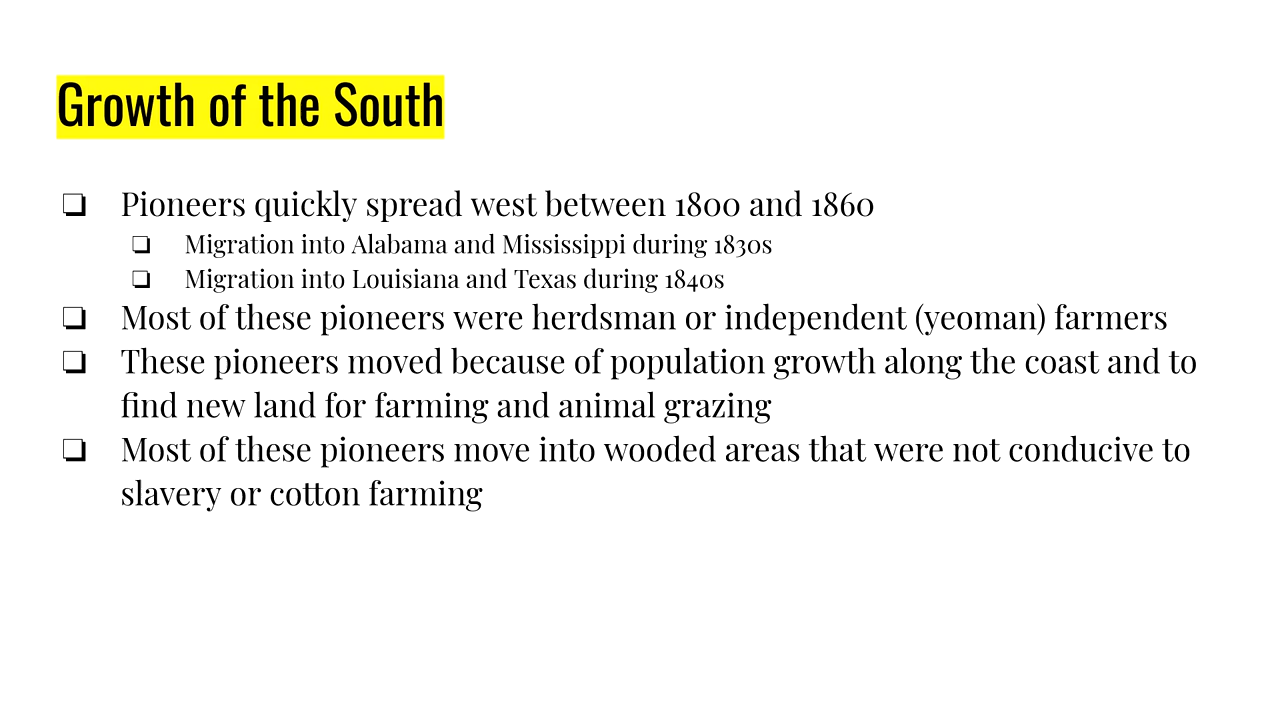 Growth of the South
❏ Pioneers quickly spread west between 1800 and 1860
❏ Migration into Alabama and Mississippi during 1830s
❏ Migration into Louisiana and Texas during 1840s
❏ Most of these pioneers were herdsman or independent (yeoman) farmers
❏ These pioneers moved because of population growth along the coast and to
find new land for farming and animal grazing
❏ Most of these pioneers move into wooded areas that were not conducive to
slavery or cotton farming